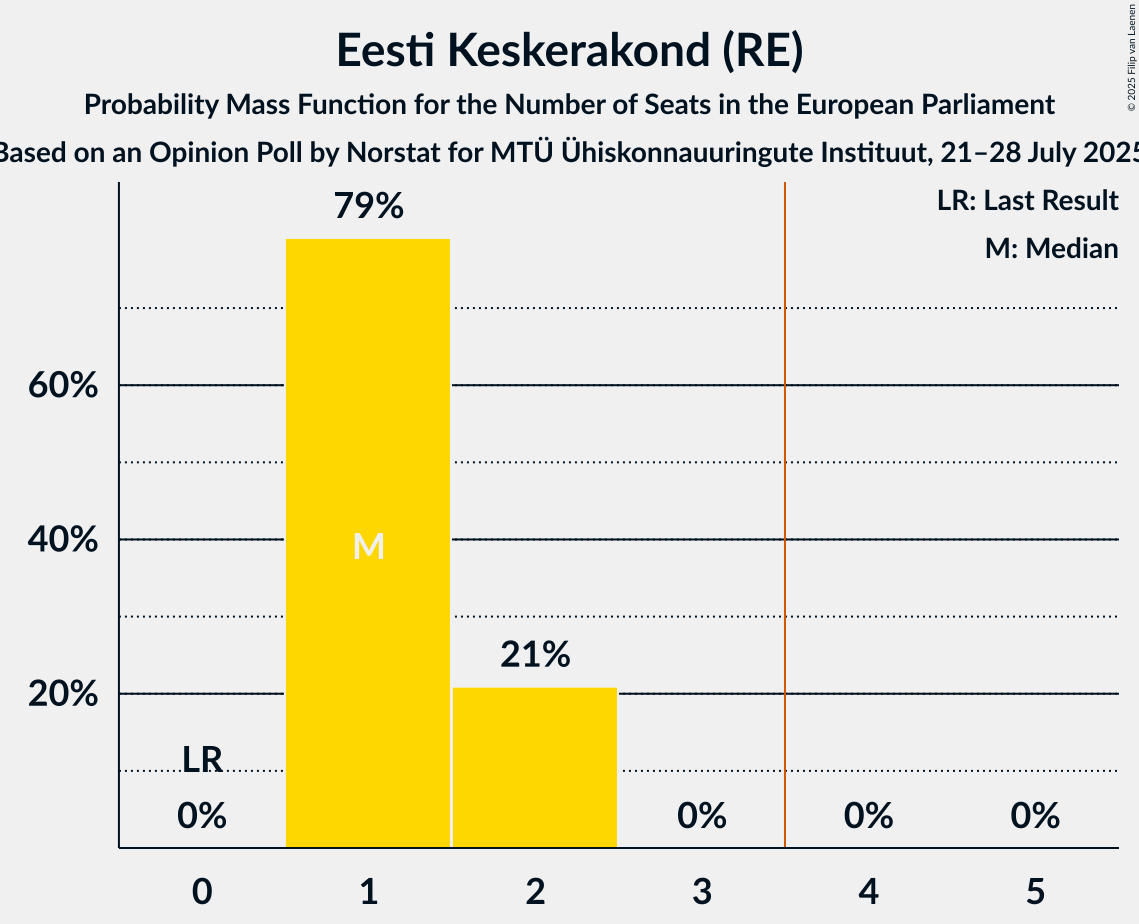 Eesti Keskerakond (RE)
Probability Mass Function for the Number of Seats in the European Parliament
Based on an Opinion Poll by Norstat for MTÜ Ühiskonnauuringute Instituut, 21–28 July 2025
© 2025 Filip van Laenen
LR: Last Result
M: Median
79%
60%
M
40%
21%
20%
LR
0%
0%
0%
0%
0
1
2
3
4
5